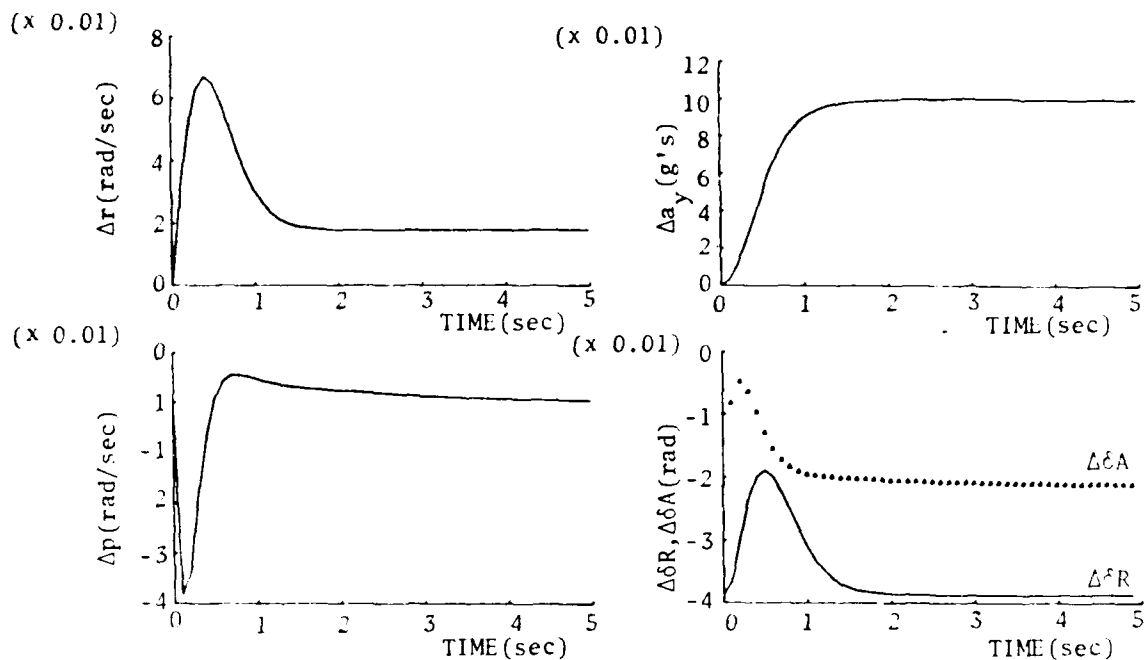 (x 0.01)
8
6
4
2
0
Δr(rad/sec)
0 1 2 3 4 5
TIME(sec)
(x 0.01)
12
10
8
6
4
2
0
Δa_y(g's)
0 1 2 3 4 5
TIME(sec)
(x 0.01)
0
1
-1
2
-3
-4
Δp(rad/sec)
0 1 2 3 4 5
TIME(sec)
(x 0.01)
0
-1
-2
-3
-4
ΔδR,ΔδA(rad)
ΔδA
ΔδR
0 1 2 3 4 5
TIME(sec)